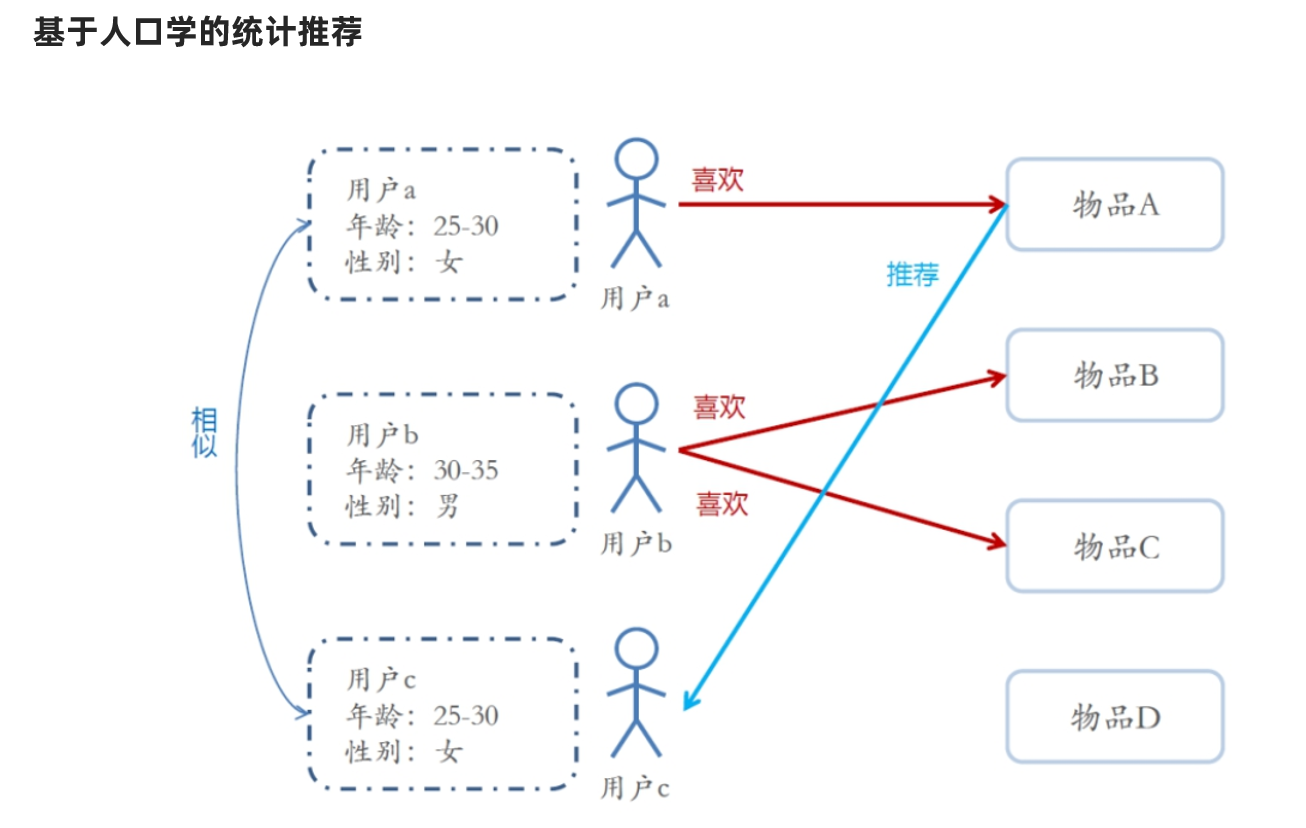 基于人口学的统计推荐
用户a
年龄：25-30
性别：女
用户a
喜欢
物品A
推荐
相似
用户b
年龄：30-35
性别：男
用户b
喜欢
喜欢
物品B
物品C
用户c
年龄：25-30
性别：女
用户c
物品D